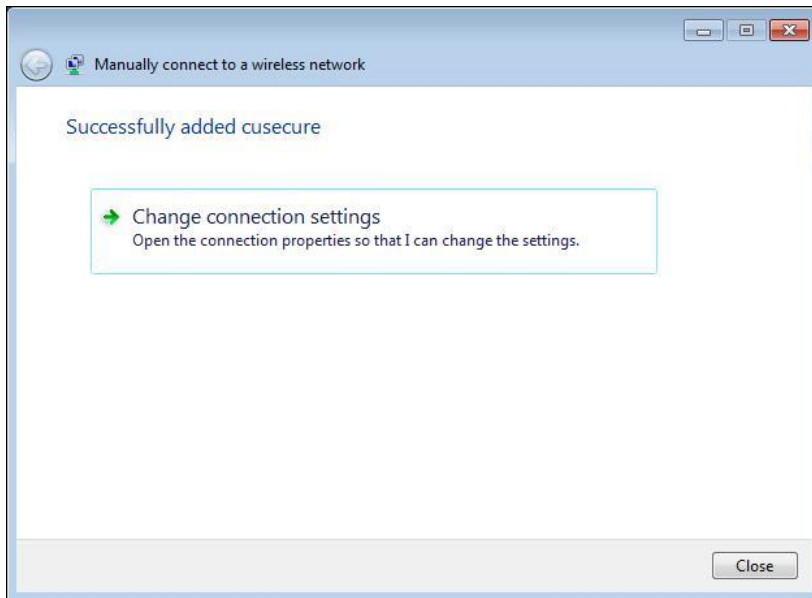 Manually connect to a wireless network
Successfully added cusecure
Change connection settings
Open the connection properties so that I can change the settings.
Close